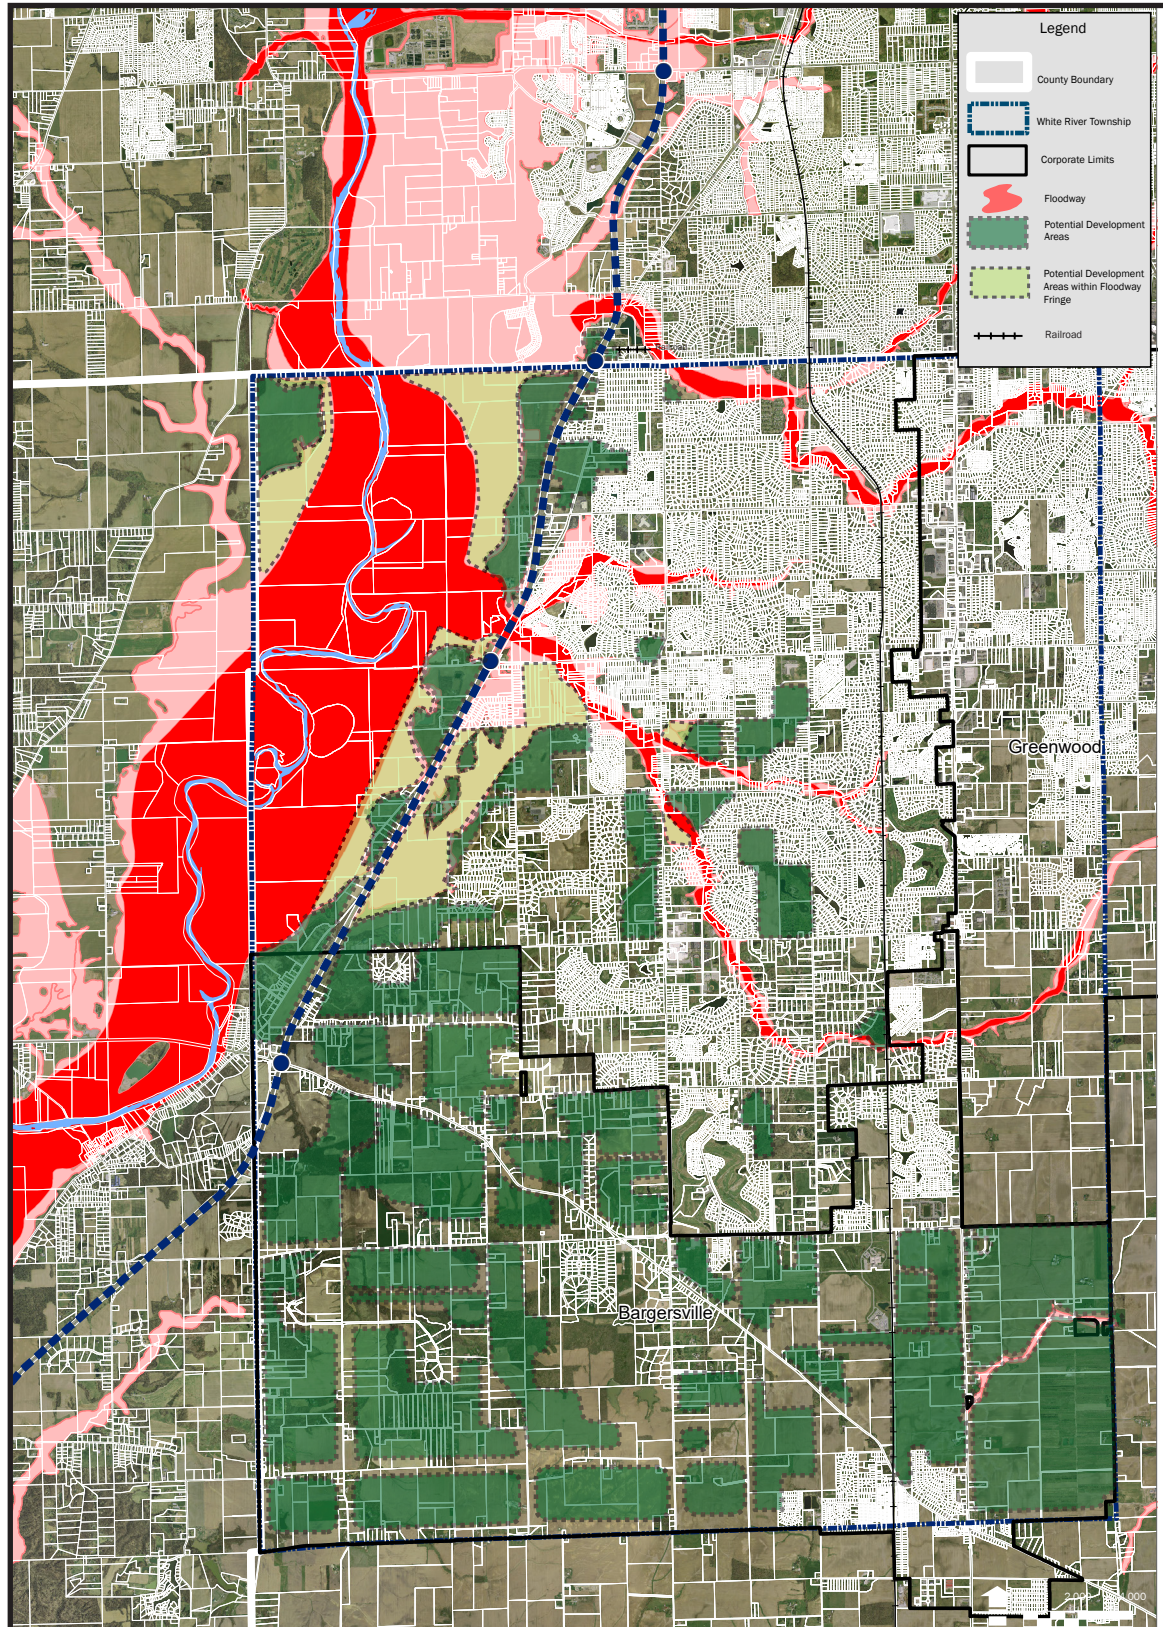 Legend
County Boundary
White River Township
Corporate Limits
Floodway
Potential Development
Areas
Potential Development
Areas within Floodway
Fringe
Railroad
Greenwood
Bargersville